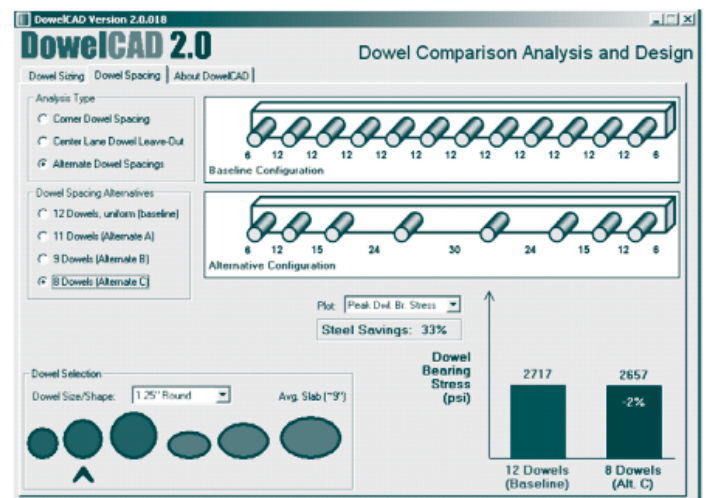 DowelCAD Version 2.0.018
DowelCAD 2.0
Dowel Comparison Analysis and Design
Dowel Sizing Dowel Spacing About DowelCAD
Analysis Type
Corner Dowel Spacing
Center Lane Dowel Leave-Out
Alternate Dowel Spacings
6 12 12 12 12 12 12 12 12 12 12 12 6
Baseline Configuration
Dowel Spacing Alternatives
12 Dowels, uniform (baseline)
11 Dowels (Alternate A)
9 Dowels (Alternate B)
8 Dowels (Alternate C)
6 12 15 24 30 24 15 12 6
Alternative Configuration
Plot: Peak Dwl. Br. Stress
Steel Savings: 33%
Dowel
Bearing
Stress
(psi)
2717 2657
-2%
12 Dowels
(Baseline)
8 Dowels
(Alt. C)
Dowel Selection
Dowel Size/Shape: 1.25" Round Avg. Slab (~9")